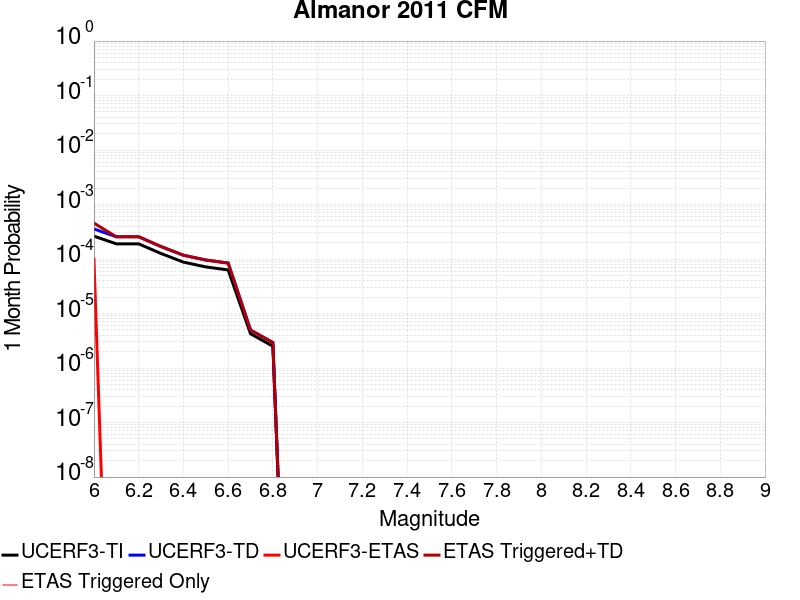 Almanor 2011 CFM
10^0
10^-1
10^-2
10^-3
10^-4
10^-5
10^-6
10^-7
10^-8
1 Month Probability
6 6.2 6.4 6.6 6.8 7 7.2 7.4 7.6 7.8 8 8.2 8.4 8.6 8.8 9
Magnitude
UCERF3-TI UCERF3-TD UCERF3-ETAS ETAS Triggered+TD
ETAS Triggered Only